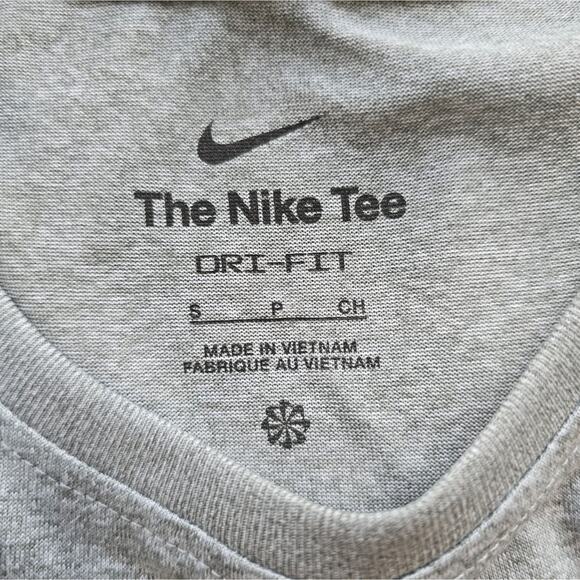 The Nike Tee
DRI-FIT
S P CH
MADE IN VIETNAM
FABRIQUE AU VIETNAM